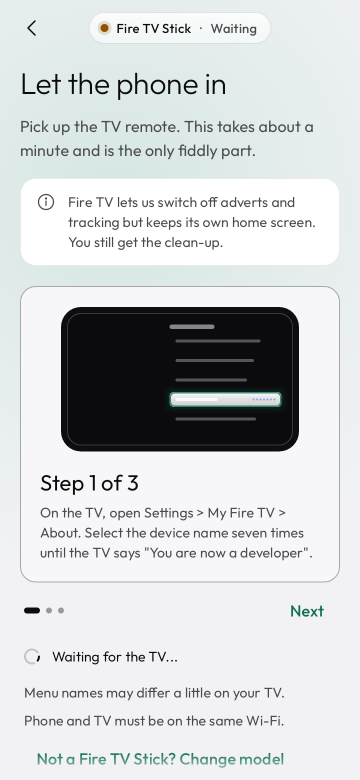 Fire TV Stick · Waiting
Let the phone in
Pick up the TV remote. This takes about a
minute and is the only fiddly part.
Fire TV lets us switch off adverts and
tracking but keeps its own home screen.
You still get the clean-up.
Step 1 of 3
On the TV, open Settings > My Fire TV >
About. Select the device name seven times
until the TV says "You are now a developer".
Next
Waiting for the TV...
Menu names may differ a little on your TV.
Phone and TV must be on the same Wi-Fi.
Not a Fire TV Stick? Change model